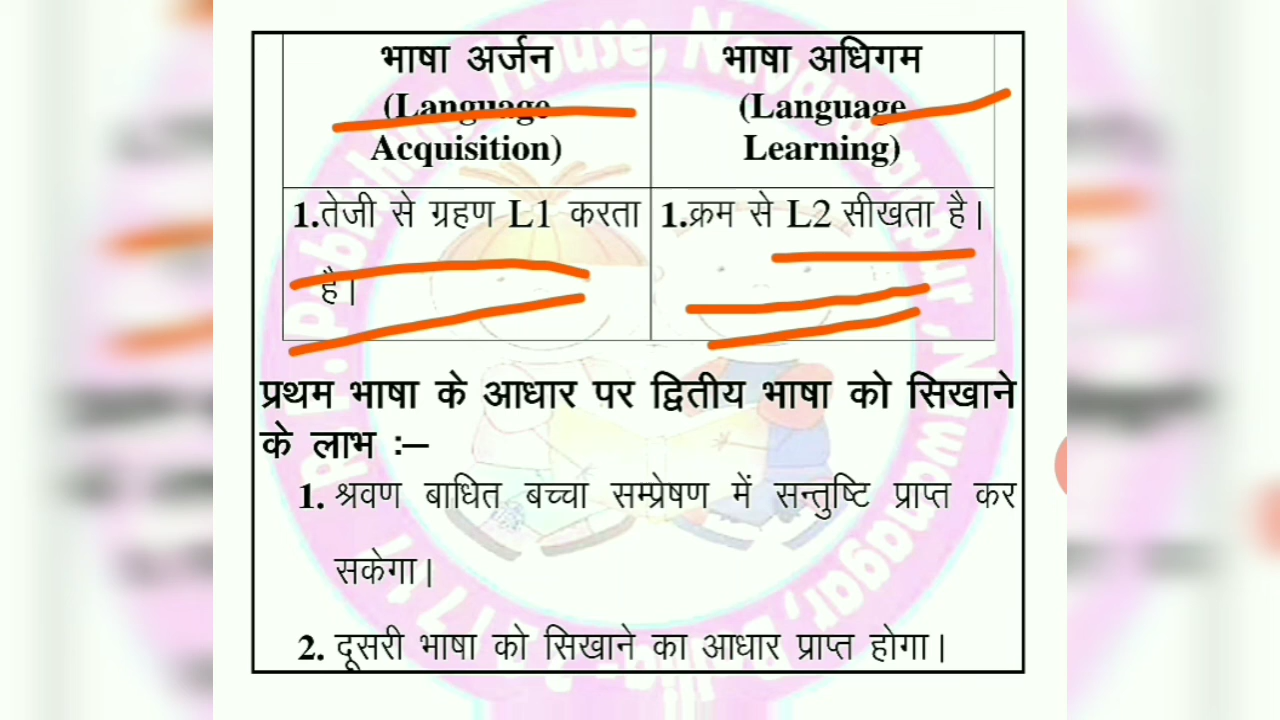 भाषा अर्जन
(Language
Acquisition)
भाषा अधिगम
(Language
Learning)
1.तेजी से ग्रहण L1 करता
है।
1.क्रम से L2 सीखता है।
प्रथम भाषा के आधार पर द्वितीय भाषा को सिखाने
के लाभ :–
1. श्रवण बाधित बच्चा सम्प्रेषण में सन्तुष्टि प्राप्त कर
सकेगा।
2. दूसरी भाषा को सिखाने का आधार प्राप्त होगा।